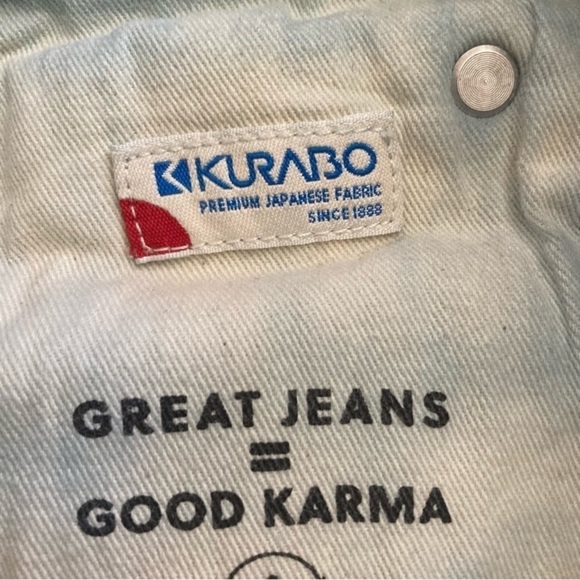 KURABO
PREMIUM JAPANESE FABRIC
SINCE 1888
GREAT JEANS
=
GOOD KARMA